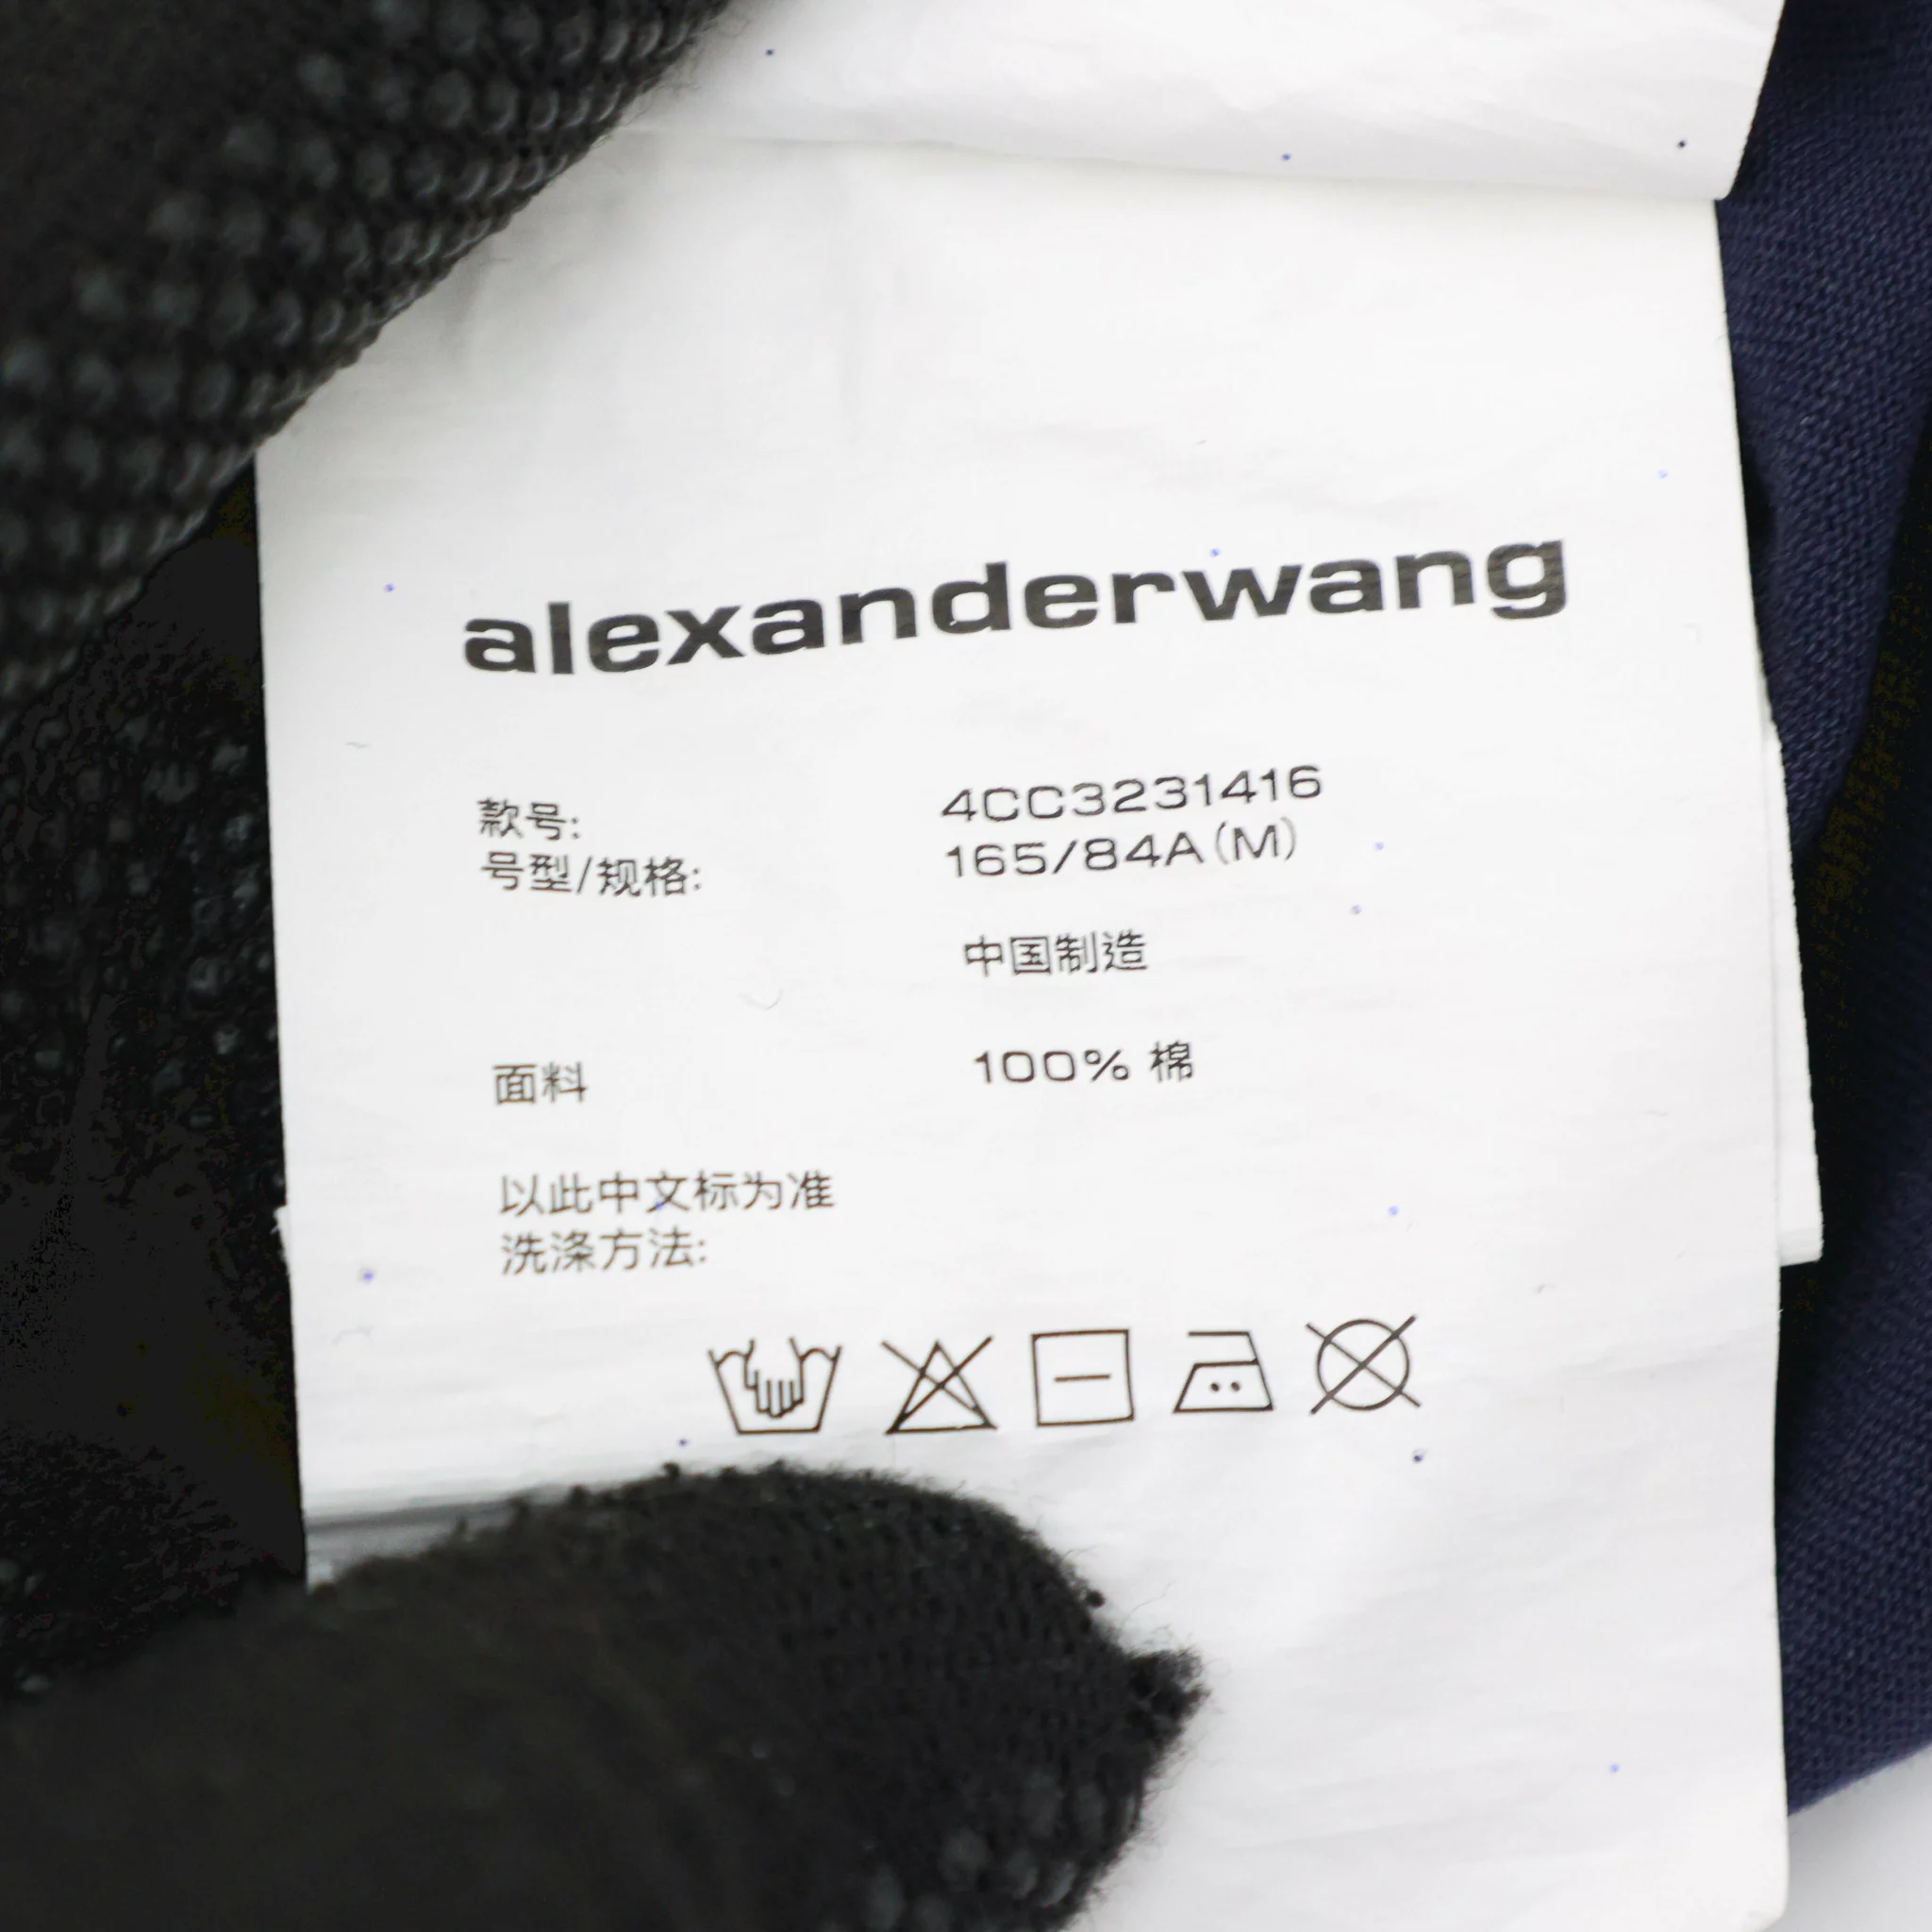 alexanderwang
款号: 4CC3231416
号型/规格: 165/84A(M)
中国制造
面料 100% 棉
以此中文标为准
洗涤方法: